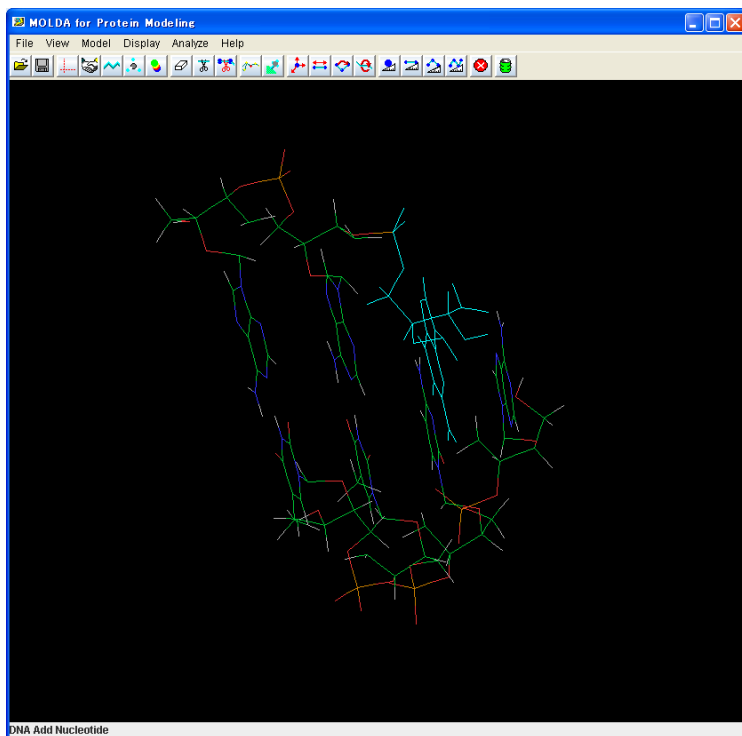 MOLDA for Protein Modeling
File View Model Display Analyze Help
DNA Add Nucleotide